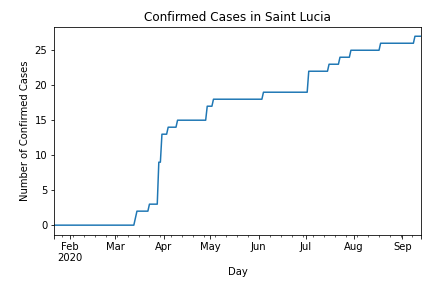 Confirmed Cases in Saint Lucia
Number of Confirmed Cases
25
20
15
10
5
0
Feb Mar Apr May Jun Jul Aug Sep
2020
Day